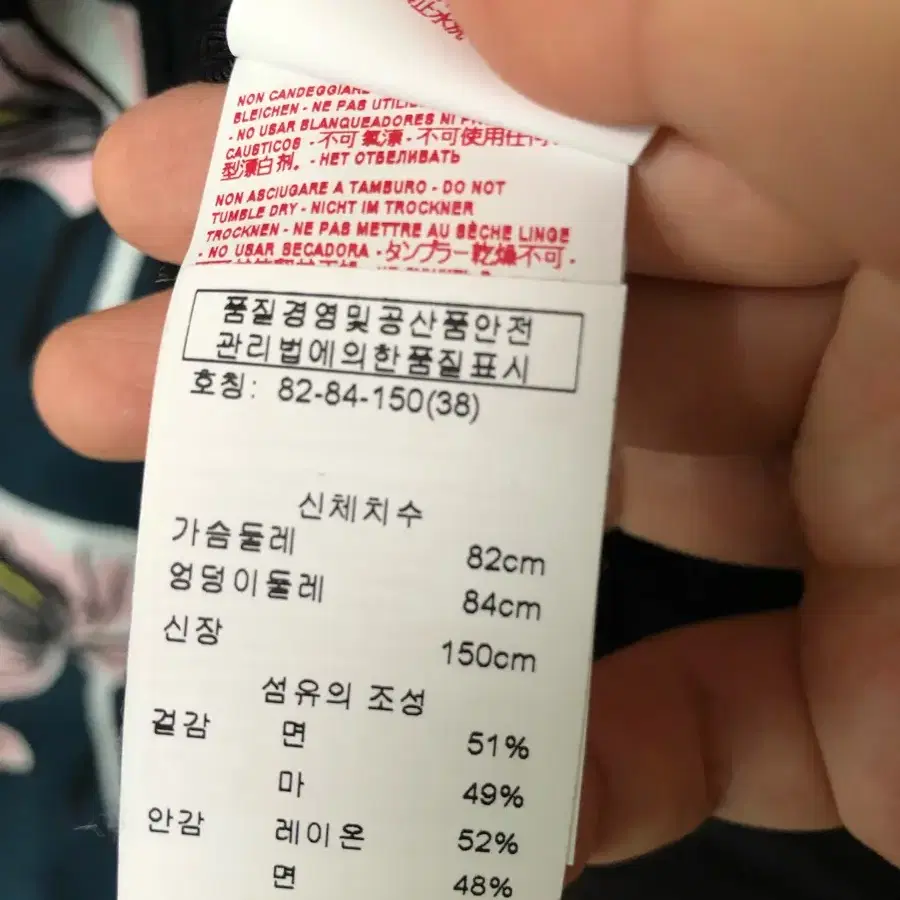 NON CANDEGGIARE
BLEICHEN - NE PAS
- NO USAR BLANQUEADORES NI
CAUSTICOS - 不可氯漂 - 不可使用任何
型漂白剂。 - НЕТ ОТБЕЛИВАТЬ
NON ASCIUGARE A TAMBURO - DO NOT
TUMBLE DRY - NICHT IM TROCKNER
TROCKNEN - NE PAS METTRE AU SÈCHE LINGE
- NO USAR SECADORA - タンブラー乾燥不可 -
품질경영및공산품안전
관리법에의한품질표시
호칭: 82-84-150(38)
신체치수
가슴둘레 82cm
엉덩이둘레 84cm
신장 150cm
섬유의 조성
겉감 면 51%
마 49%
안감 레이온 52%
면 48%